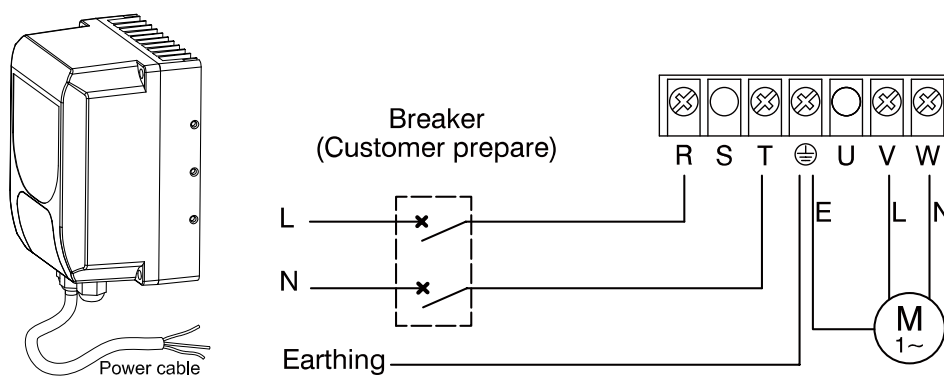 Breaker
(Customer prepare)
R S T U V W
L
E L N
N
M
1~
Earthing
Power cable